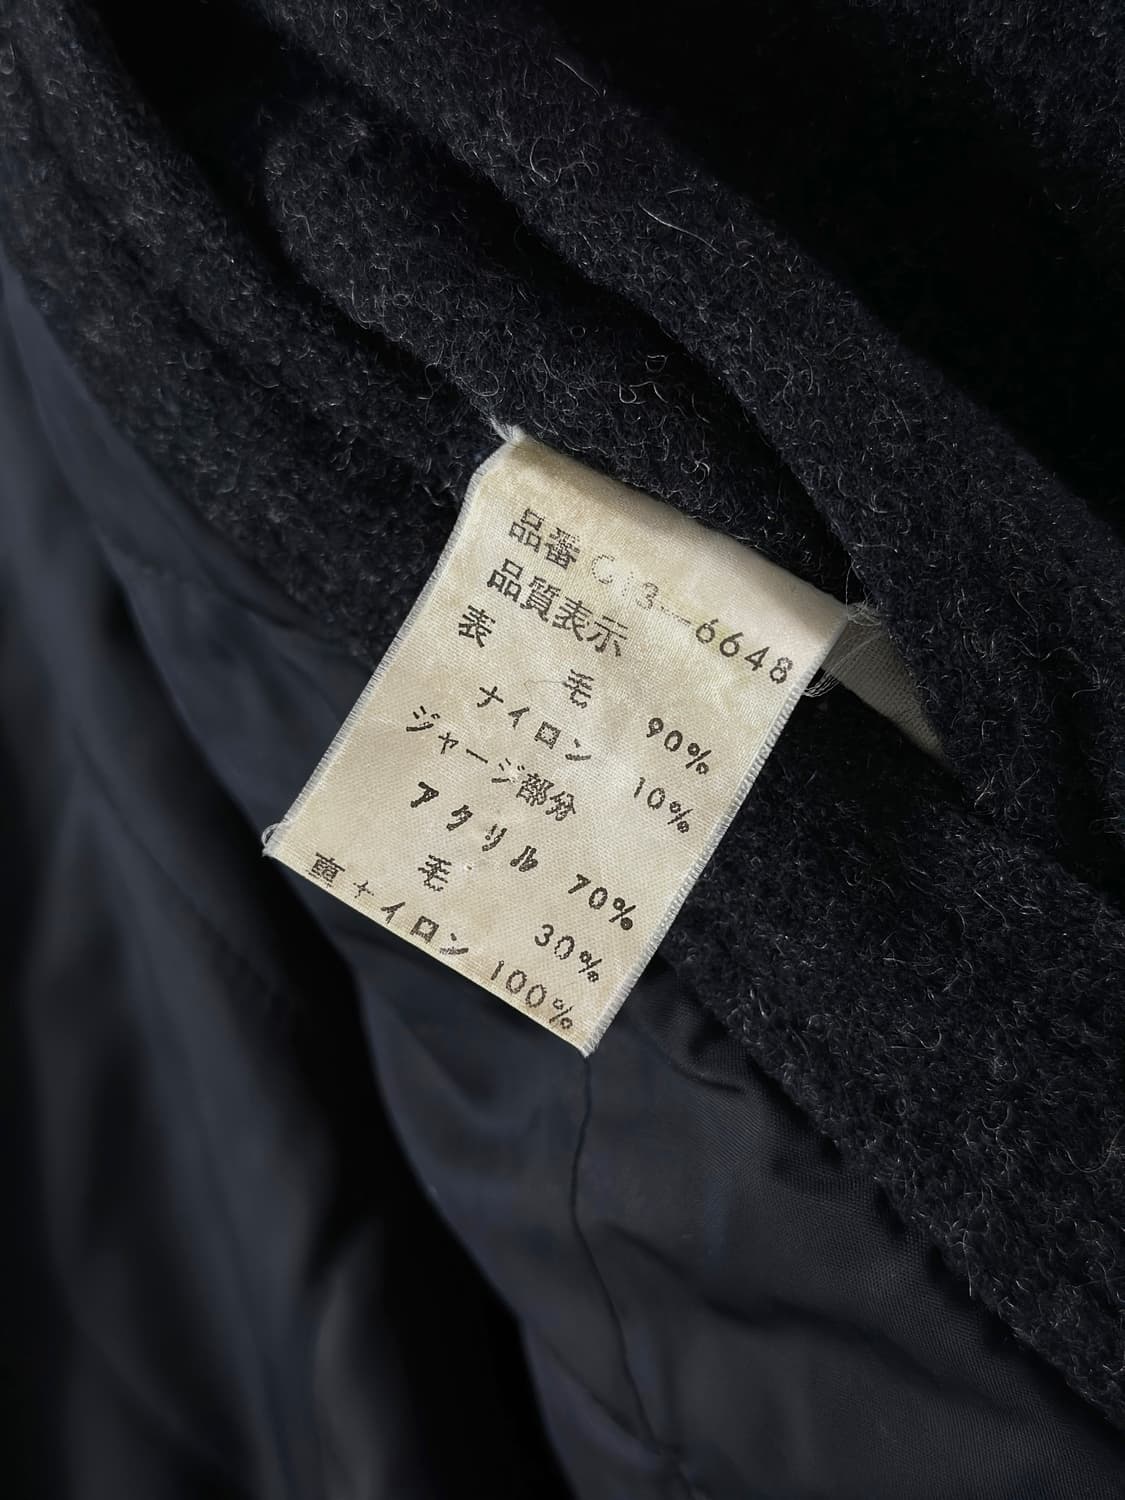 品番 C13-6648
品質表示
表
毛 90%
ナイロン 10%
ジャージ部分
アクリル 70%
毛 30%
ナイロン 100%